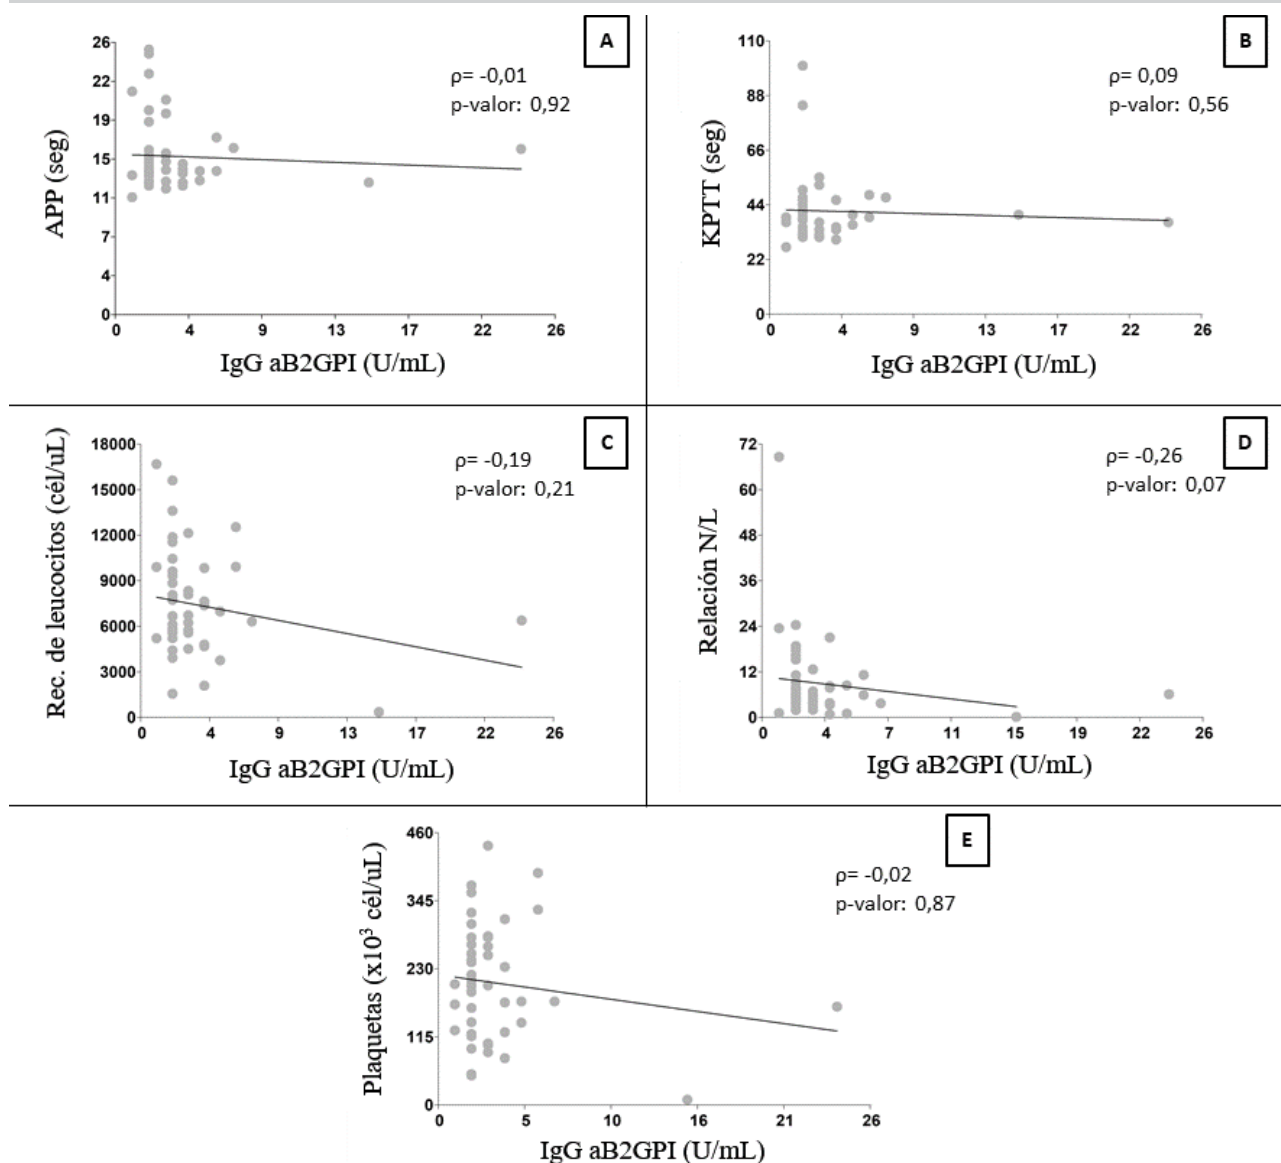 A
ρ= -0,01
p-valor: 0,92
APP (seg)
26
22
19
15
11
7
4
0
0 4 9 13 17 22 26
IgG aB2GPI (U/mL)
B
ρ= 0,09
p-valor: 0,56
KPTT (seg)
110
88
66
44
22
0
0 4 9 13 17 22 26
IgG aB2GPI (U/mL)
C
ρ= -0,19
p-valor: 0,21
Rec. de leucocitos (cél/uL)
18000
15000
12000
9000
6000
3000
0
0 4 9 13 17 22 26
IgG aB2GPI (U/mL)
D
ρ= -0,26
p-valor: 0,07
Relación N/L
72
60
48
36
24
12
0
0 4 7 11 15 19 22 26
IgG aB2GPI (U/mL)
E
ρ= -0,02
p-valor: 0,87
Plaquetas (x10³ cél/uL)
460
345
230
115
0
0 5 10 16 21 26
IgG aB2GPI (U/mL)